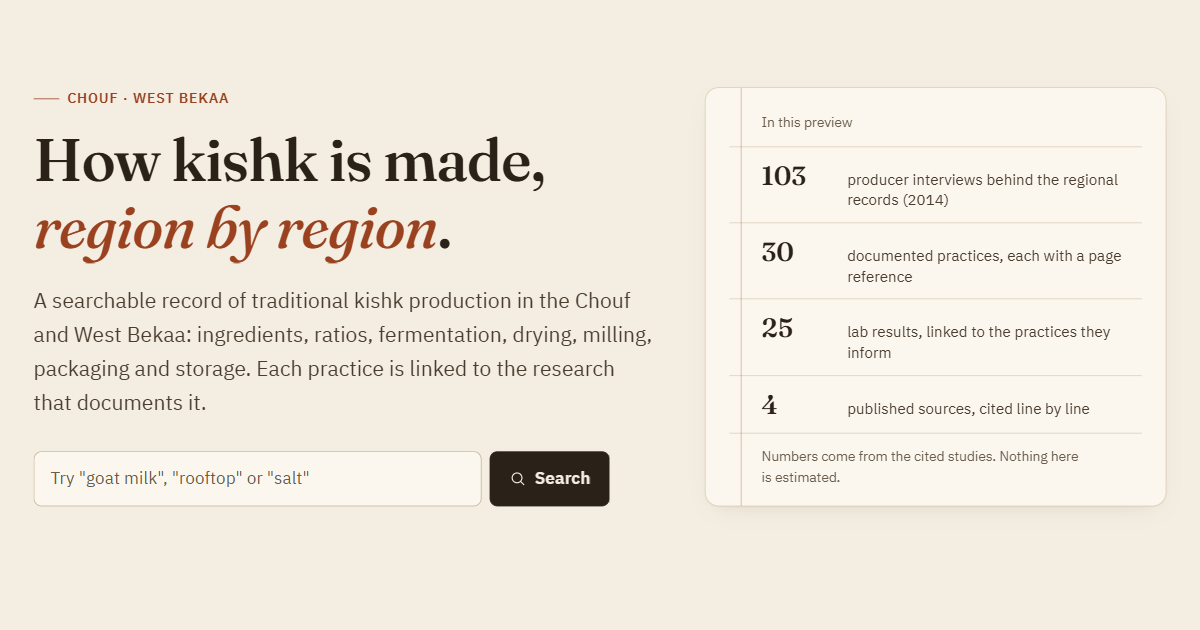 CHOUF · WEST BEKAA
How kishk is made,
region by region.
A searchable record of traditional kishk production in the Chouf
and West Bekaa: ingredients, ratios, fermentation, drying, milling,
packaging and storage. Each practice is linked to the research
that documents it.
Try "goat milk", "rooftop" or "salt"
Search
In this preview
103
producer interviews behind the regional
records (2014)
30
documented practices, each with a page
reference
25
lab results, linked to the practices they
inform
4
published sources, cited line by line
Numbers come from the cited studies. Nothing here
is estimated.